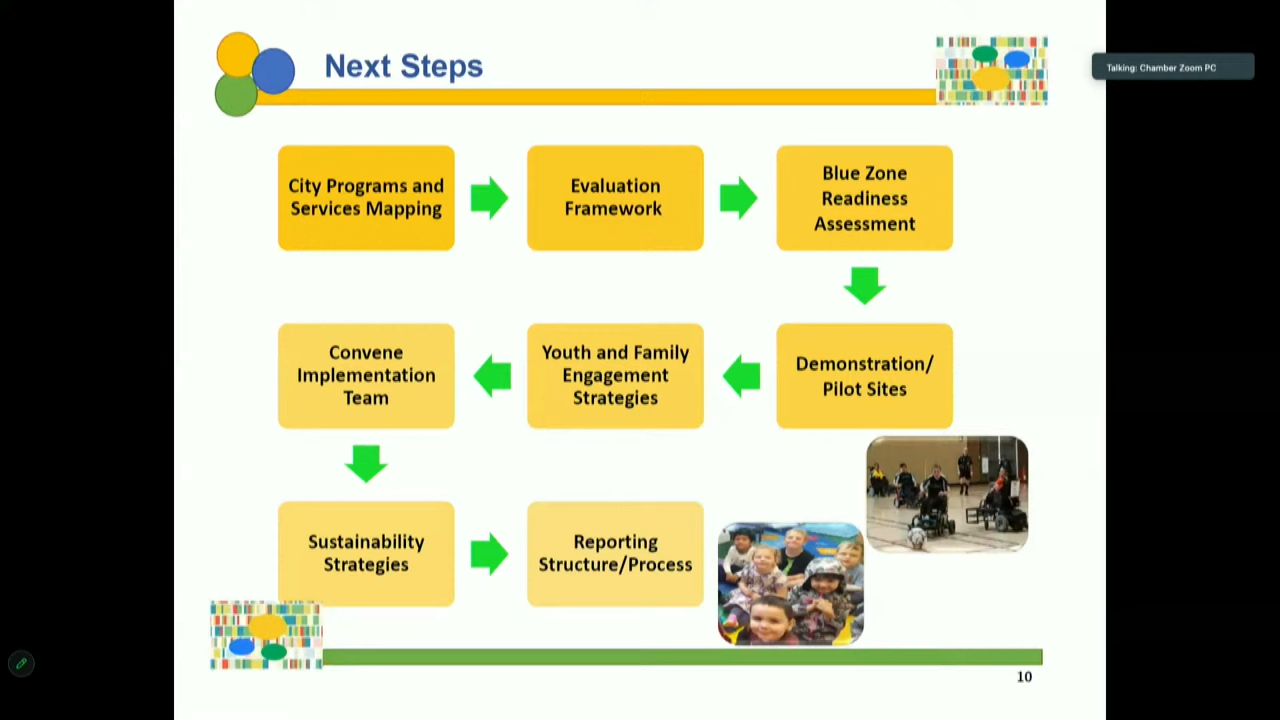 Next Steps
Talking: Chamber Zoom PC
City Programs and
Services Mapping
Evaluation
Framework
Blue Zone
Readiness
Assessment
Convene
Implementation
Team
Youth and Family
Engagement
Strategies
Demonstration/
Pilot Sites
Sustainability
Strategies
Reporting
Structure/Process
10